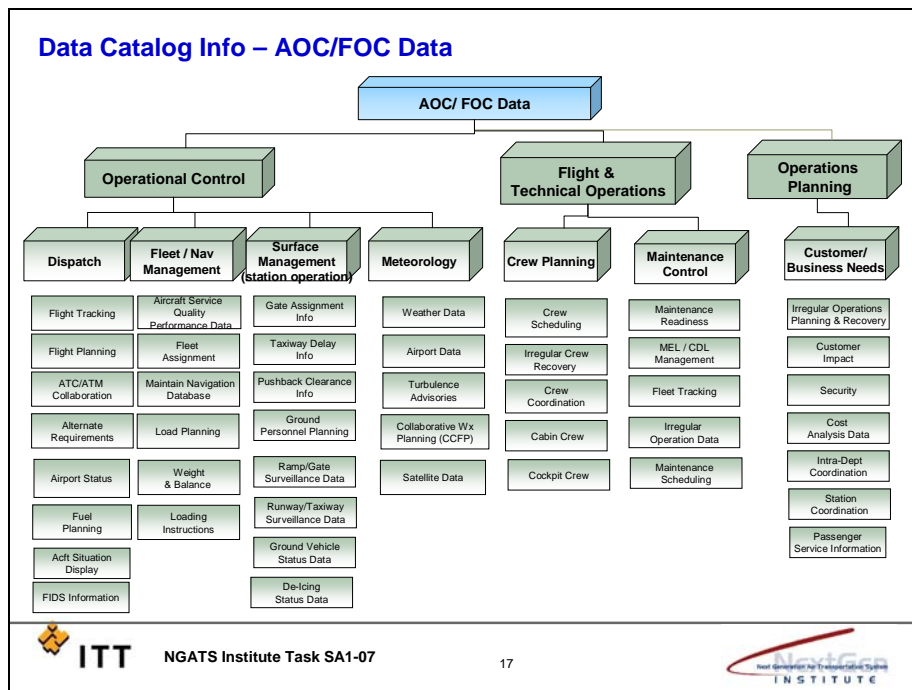 Data Catalog Info – AOC/FOC Data
AOC/ FOC Data
Operational Control
Flight &
Technical Operations
Operations
Planning
Dispatch
Fleet / Nav
Management
Surface
Management
(station operation)
Meteorology
Crew Planning
Maintenance
Control
Customer/
Business Needs
Flight Tracking
Flight Planning
ATC/ATM
Collaboration
Alternate
Requirements
Airport Status
Fuel
Planning
Acft Situation
Display
FIDS Information
Aircraft Service
Quality
Performance Data
Fleet
Assignment
Maintain Navigation
Database
Load Planning
Weight
& Balance
Loading
Instructions
Gate Assignment
Info
Taxiway Delay
Info
Pushback Clearance
Info
Ground
Personnel Planning
Ramp/Gate
Surveillance Data
Runway/Taxiway
Surveillance Data
Ground Vehicle
Status Data
De-Icing
Status Data
Weather Data
Airport Data
Turbulence
Advisories
Collaborative Wx
Planning (CCFP)
Satellite Data
Crew
Scheduling
Irregular Crew
Recovery
Crew
Coordination
Cabin Crew
Cockpit Crew
Maintenance
Readiness
MEL / CDL
Management
Fleet Tracking
Irregular
Operation Data
Maintenance
Scheduling
Irregular Operations
Planning & Recovery
Customer
Impact
Security
Cost
Analysis Data
Intra-Dept
Coordination
Station
Coordination
Passenger
Service Information
ITT
NGATS Institute Task SA1-07
17
NextGen
Next Generation Air Transportation System
INSTITUTE